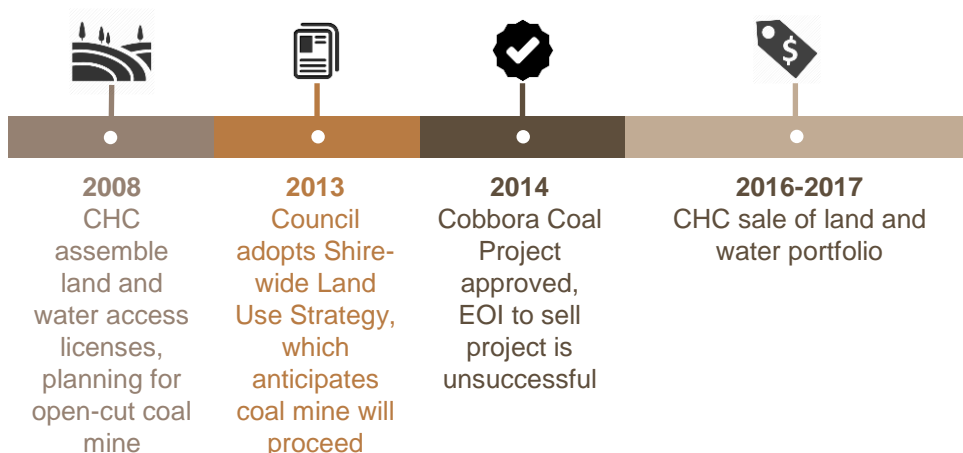 $
2008
CHC
assemble
land and
water access
licenses,
planning for
open-cut coal
mine
2013
Council
adopts Shire-
wide Land
Use Strategy,
which
anticipates
coal mine will
proceed
2014
Cobbora Coal
Project
approved,
EOI to sell
project is
unsuccessful
2016-2017
CHC sale of land and
water portfolio